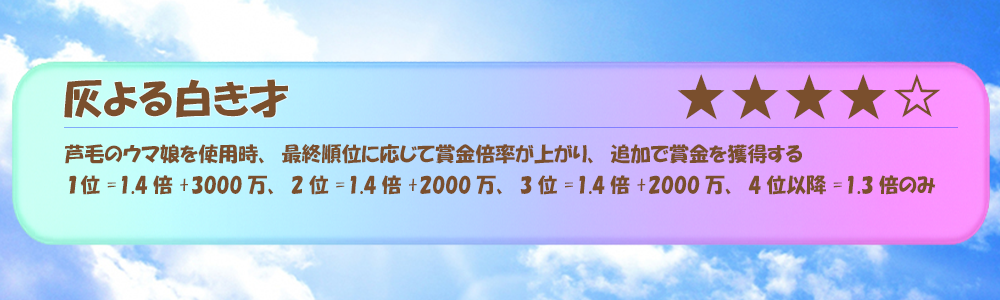 灰よる白き才 ★★★★☆
芦毛のウマ娘を使用時、最終順位に応じて賞金倍率が上がり、追加で賞金を獲得する
1位=1.4倍+3000万、2位=1.4倍+2000万、3位=1.4倍+2000万、4位以降=1.3倍のみ